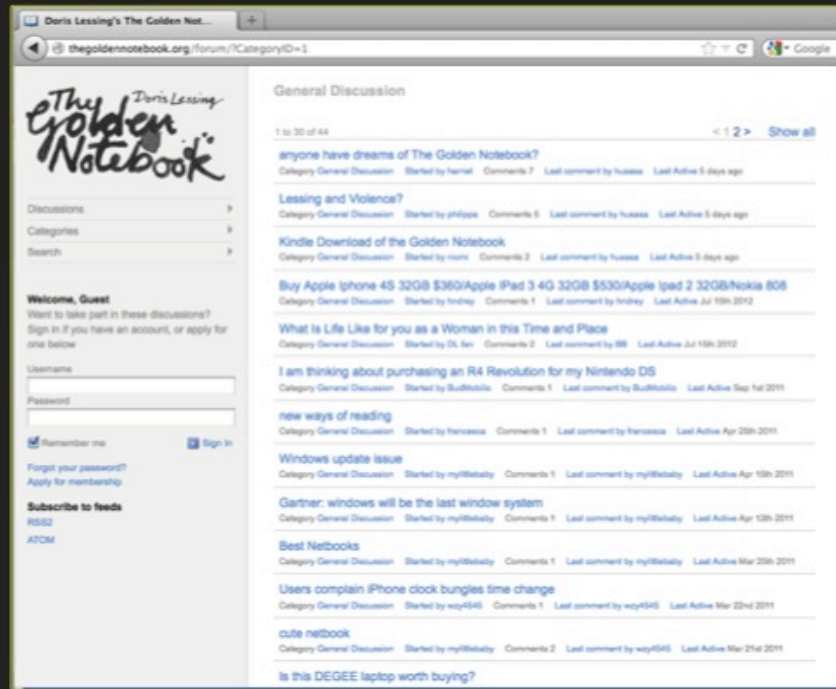 Doris Lessing's The Golden Not...
thegoldennotebook.org/forum/?CategoryID=1
Google
The Doris Lessing
Golden
Notebook
Discussions
Categories
Search
Welcome, Guest
Want to take part in these discussions?
Sign in if you have an account, or apply for
one below
Username
Password
Remember me Sign In
Forgot your password?
Apply for membership
Subscribe to feeds
RSS2
ATOM
General Discussion
1 to 30 of 44 < 1 2 > Show all
anyone have dreams of The Golden Notebook?
Category General Discussion Started by harriet Comments 7 Last comment by husasa Last Active 5 days ago
Lessing and Violence?
Category General Discussion Started by philippa Comments 5 Last comment by husasa Last Active 5 days ago
Kindle Download of the Golden Notebook
Category General Discussion Started by niomi Comments 2 Last comment by husasa Last Active 5 days ago
Buy Apple Iphone 4S 32GB $360/Apple IPad 3 4G 32GB $530/Apple Ipad 2 32GB/Nokia 808
Category General Discussion Started by hndrey Comments 1 Last comment by hndrey Last Active Jul 15th 2012
What Is Life Like for you as a Woman in this Time and Place
Category General Discussion Started by DL fan Comments 2 Last comment by BB Last Active Jul 15th 2012
I am thinking about purchasing an R4 Revolution for my Nintendo DS
Category General Discussion Started by BudMobilio Comments 1 Last comment by BudMobilio Last Active Sep 1st 2011
new ways of reading
Category General Discussion Started by francesca Comments 1 Last comment by francesca Last Active Apr 25th 2011
Windows update issue
Category General Discussion Started by mylittlebaby Comments 1 Last comment by mylittlebaby Last Active Apr 15th 2011
Gartner: windows will be the last window system
Category General Discussion Started by mylittlebaby Comments 1 Last comment by mylittlebaby Last Active Apr 12th 2011
Best Netbooks
Category General Discussion Started by mylittlebaby Comments 1 Last comment by mylittlebaby Last Active Mar 25th 2011
Users complain iPhone clock bungles time change
Category General Discussion Started by wzy4545 Comments 1 Last comment by wzy4545 Last Active Mar 22nd 2011
cute netbook
Category General Discussion Started by mylittlebaby Comments 2 Last comment by wzy4545 Last Active Mar 21st 2011
Is this DEGEE laptop worth buying?